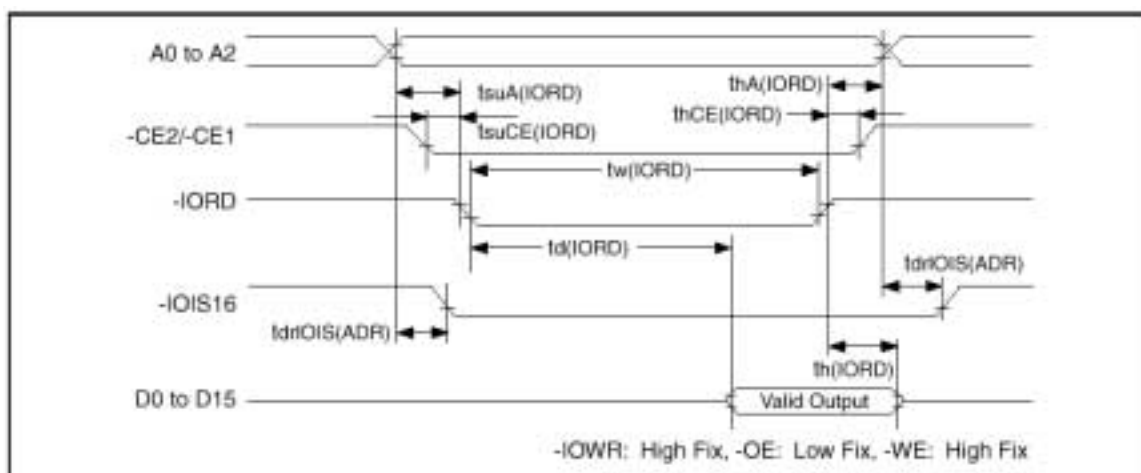 A0 to A2
tsuA(IORD)
thA(IORD)
-CE2/-CE1
tsuCE(IORD)
thCE(IORD)
tw(IORD)
-IORD
td(IORD)
tdrIOIS(ADR)
-IOIS16
tdrIOIS(ADR)
th(IORD)
D0 to D15
Valid Output
-IOWR: High Fix, -OE: Low Fix, -WE: High Fix